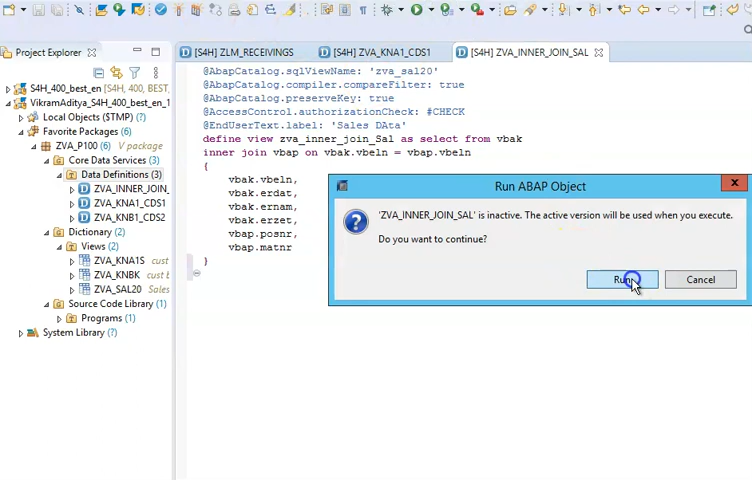 [S4H] ZLM_RECEIVINGS
[S4H] ZVA_KNA1_CDS1
[S4H] ZVA_INNER_JOIN_SAL
Project Explorer
S4H_400_best_en [S4H, 400, BEST,
VikramAditya_S4H_400_best_en_1
Local Objects ($TMP) (?)
Favorite Packages (6)
ZVA_P100 (6) V package
Core Data Services (3)
Data Definitions (3)
ZVA_INNER_JOIN_
ZVA_KNA1_CDS1
ZVA_KNB1_CDS2
Dictionary (2)
Views (2)
ZVA_KNA1S cust
ZVA_KNBK cust b
ZVA_SAL20 Sales
Source Code Library (1)
Programs (1)
System Library (?)
@AbapCatalog.sqlViewName: 'zva_sal20'
@AbapCatalog.compiler.compareFilter: true
@AbapCatalog.preserveKey: true
@AccessControl.authorizationCheck: #CHECK
@EndUserText.label: 'Sales DAta'
define view zva_inner_join_Sal as select from vbak
inner join vbap on vbak.vbeln = vbap.vbeln
{
vbak.vbeln,
vbak.erdat,
vbak.ernam,
vbak.erzet,
vbap.posnr,
vbap.matnr
}
Run ABAP Object
'ZVA_INNER_JOIN_SAL' is inactive. The active version will be used when you execute.
Do you want to continue?
Run
Cancel